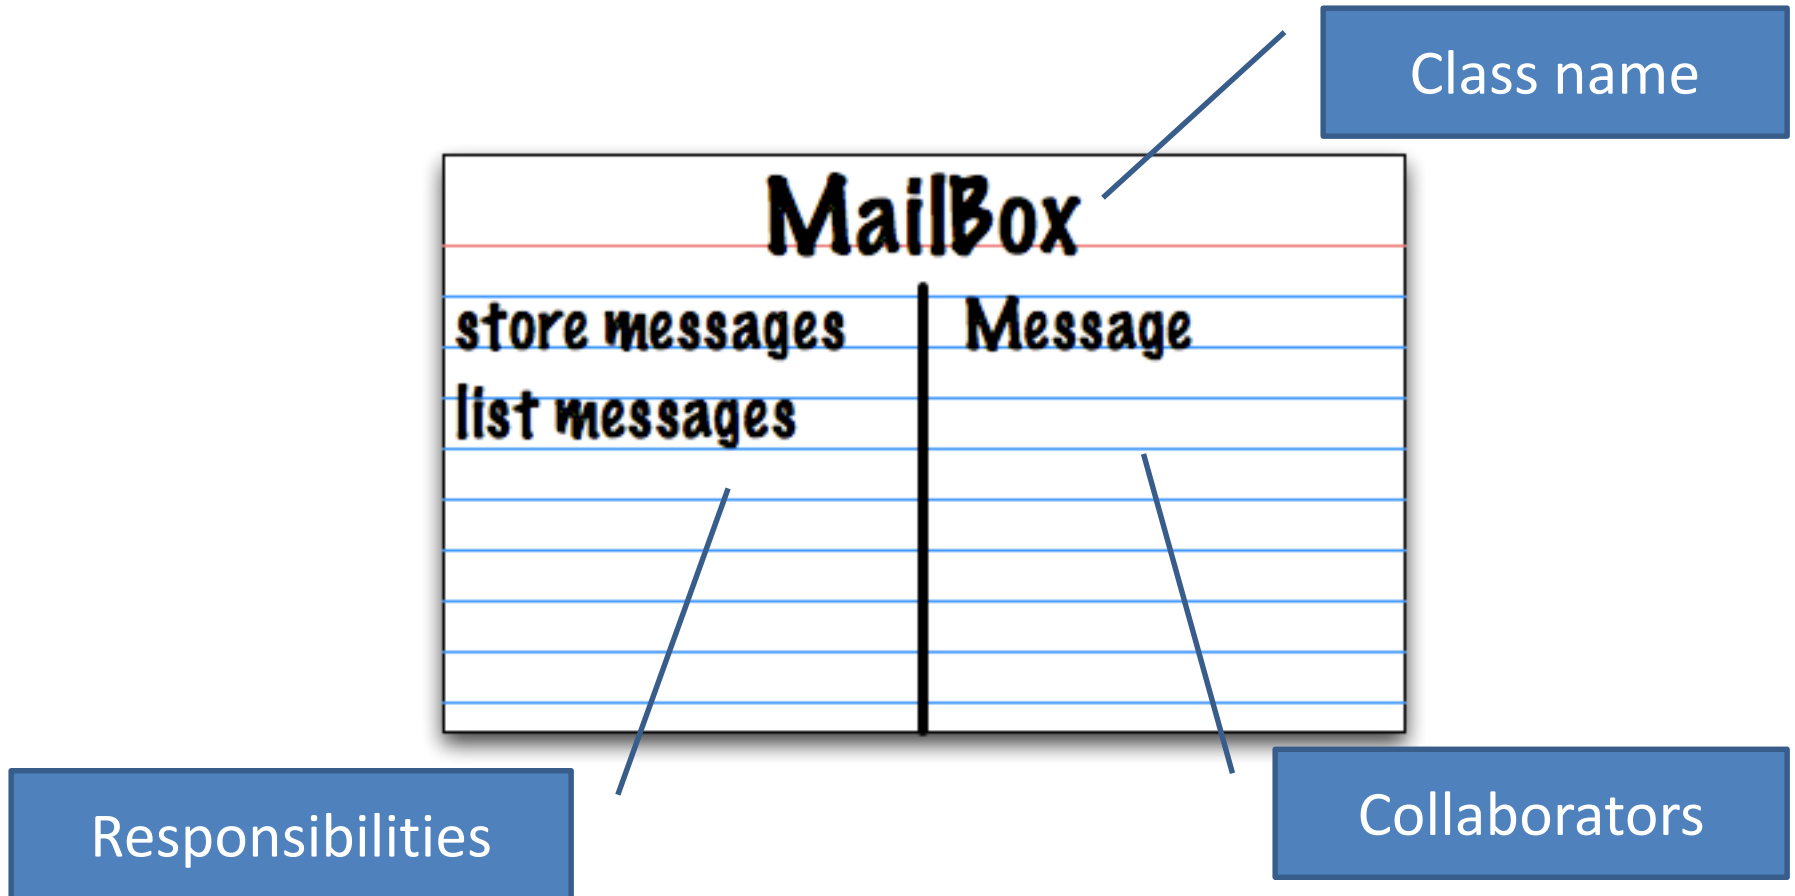 Class name
MailBox
store messages
Message
list messages
Responsibilities
Collaborators